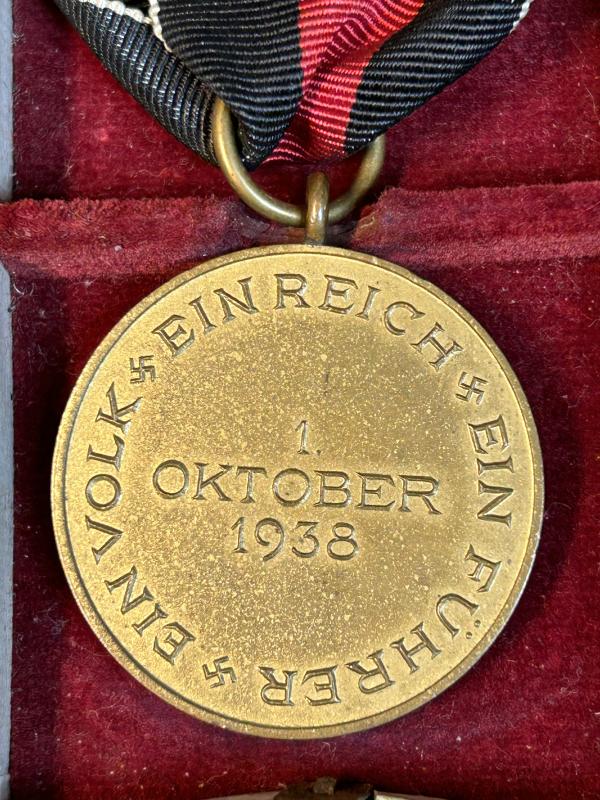 EIN VOLK
EIN REICH
EIN FÜHRER
1.
OKTOBER
1938